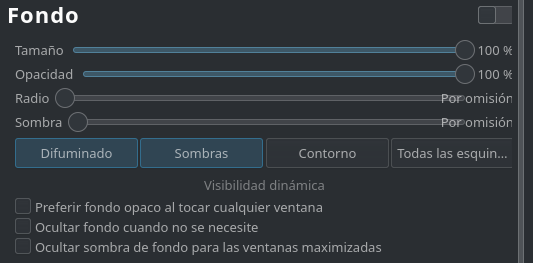 Fondo
Tamaño 100 %
Opacidad 100 %
Radio Por omisión
Sombra Por omisión
Difuminado Sombras Contorno Todas las esquin...
Visibilidad dinámica
Preferir fondo opaco al tocar cualquier ventana
Ocultar fondo cuando no se necesite
Ocultar sombra de fondo para las ventanas maximizadas